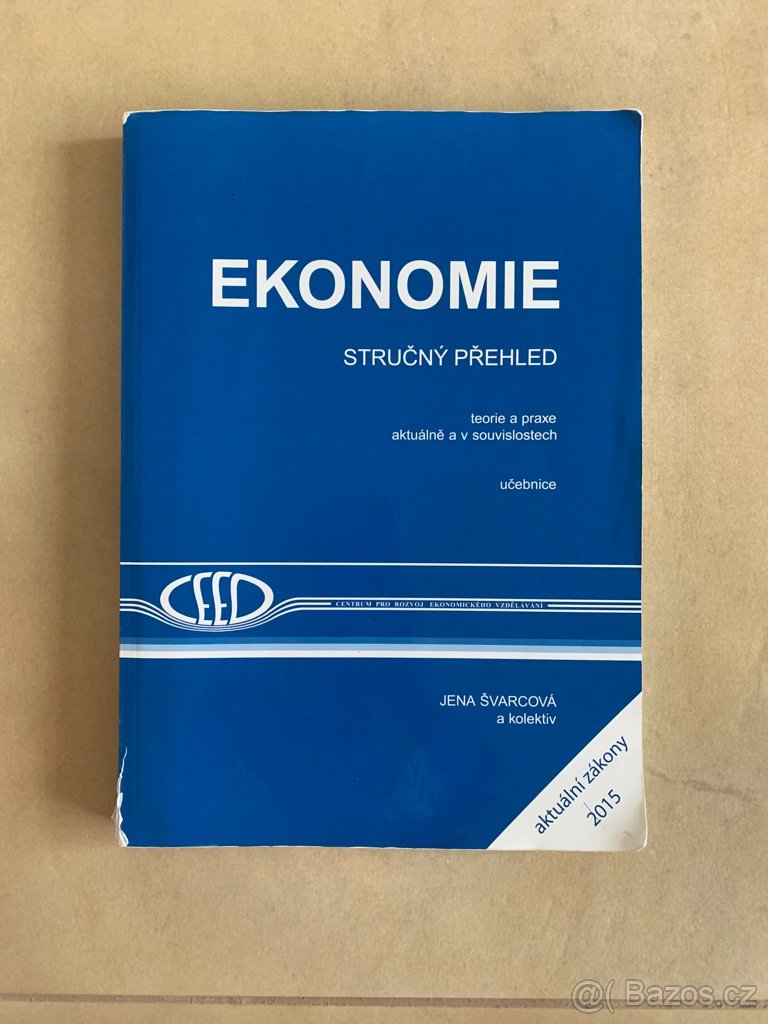 EKONOMIE
STRUČNÝ PŘEHLED
teorie a praxe
aktuálně a v souvislostech
učebnice
CEED
CENTRUM PRO ROZVOJ EKONOMICKÉHO VZDĚLÁVÁNÍ
JENA ŠVARCOVÁ
a kolektiv
aktuální zákony
2015
@( Bazos.cz